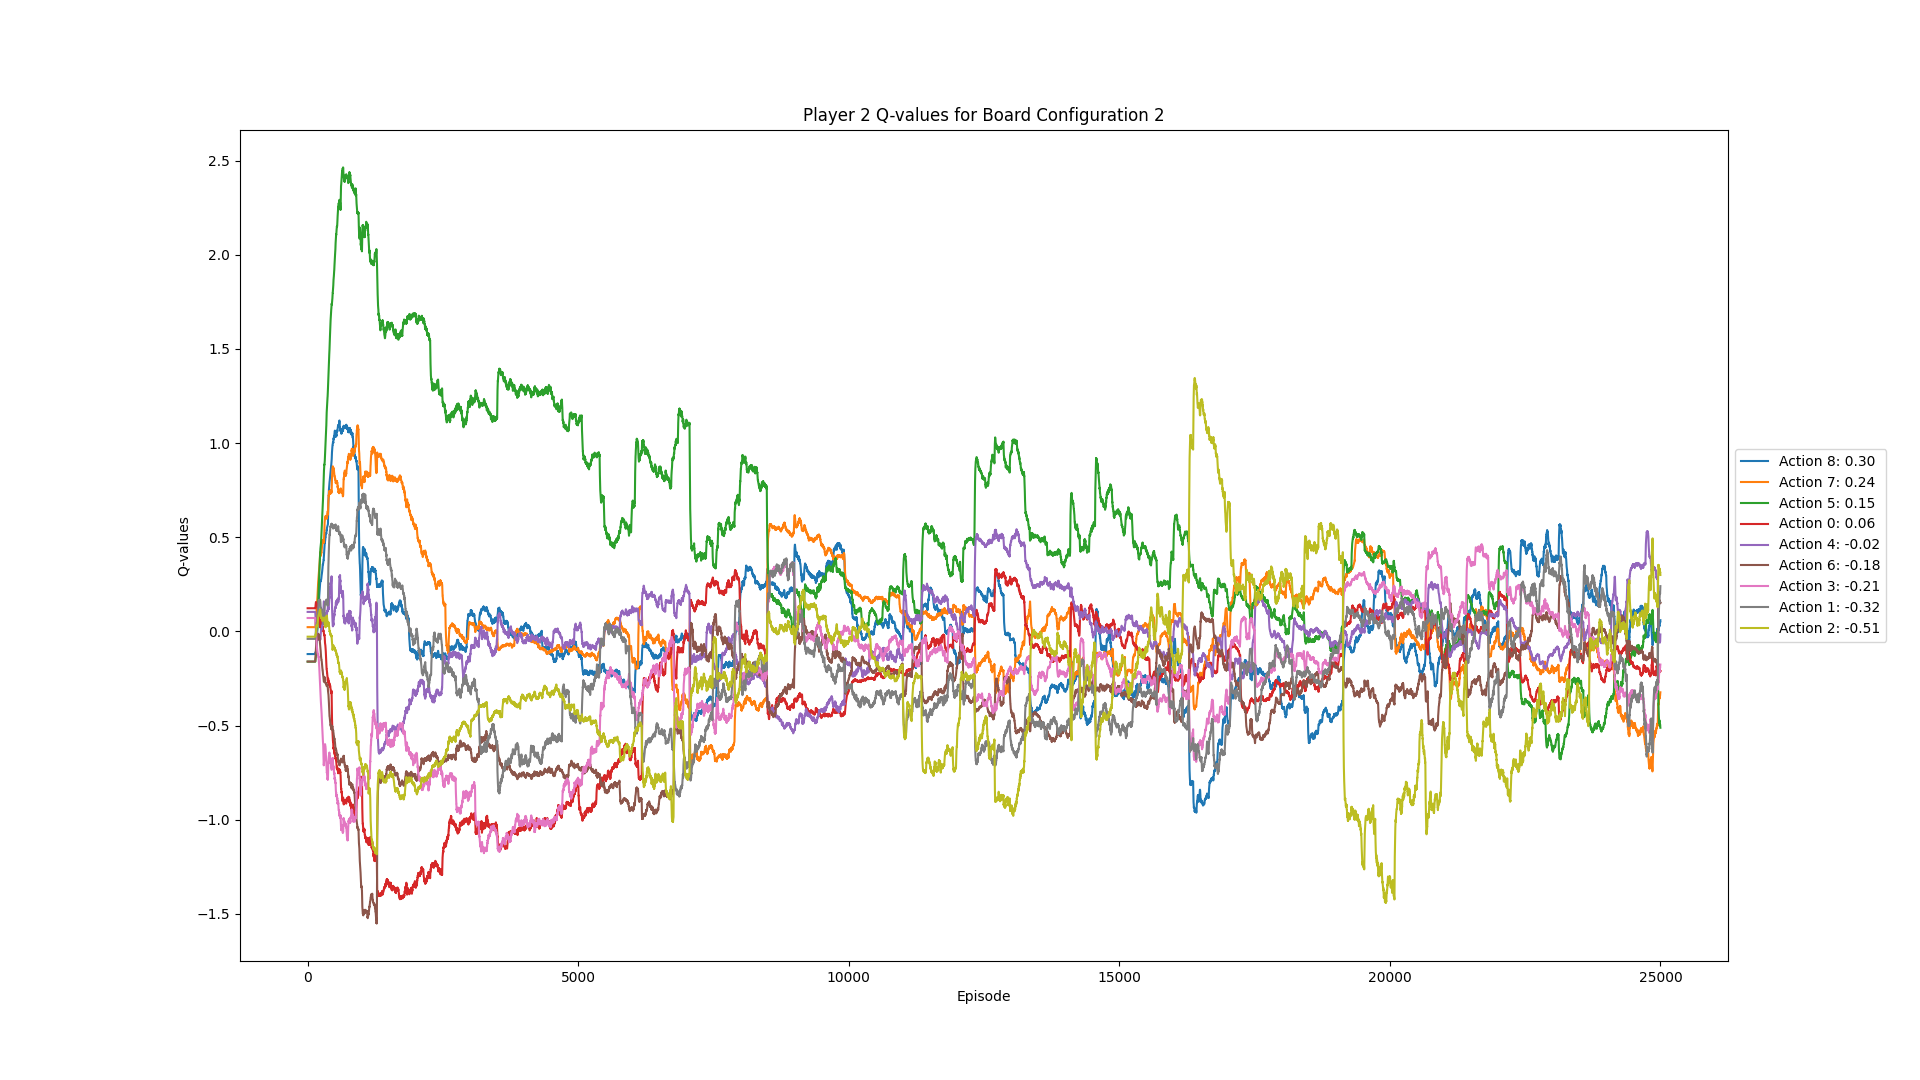 Player 2 Q-values for Board Configuration 2
2.5
2.0
1.5
1.0
0.5
0.0
−0.5
−1.0
−1.5
Q-values
0
5000
10000
15000
20000
25000
Episode
Action 8: 0.30
Action 7: 0.24
Action 5: 0.15
Action 0: 0.06
Action 4: -0.02
Action 6: -0.18
Action 3: -0.21
Action 1: -0.32
Action 2: -0.51